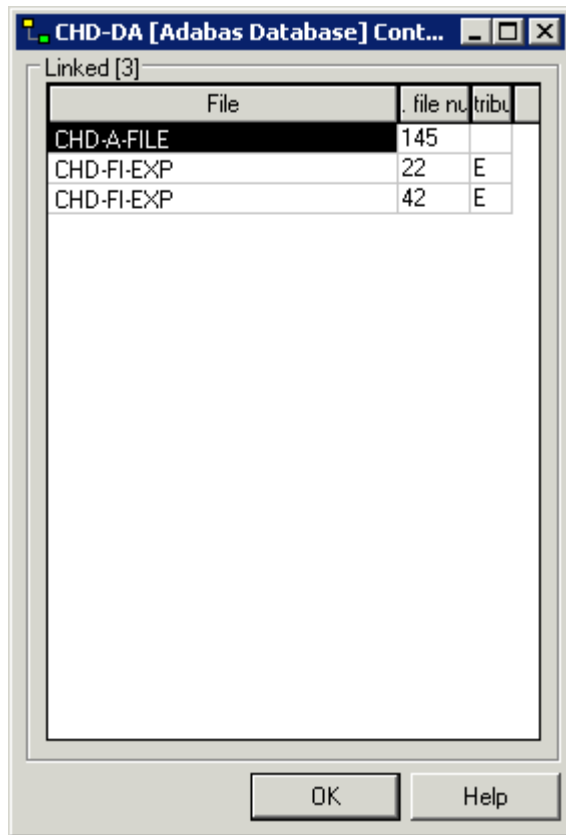 CHD-DA [Adabas Database] Cont...
Linked [3]
File . file nu tribu
CHD-A-FILE 145
CHD-FI-EXP 22 E
CHD-FI-EXP 42 E
OK Help